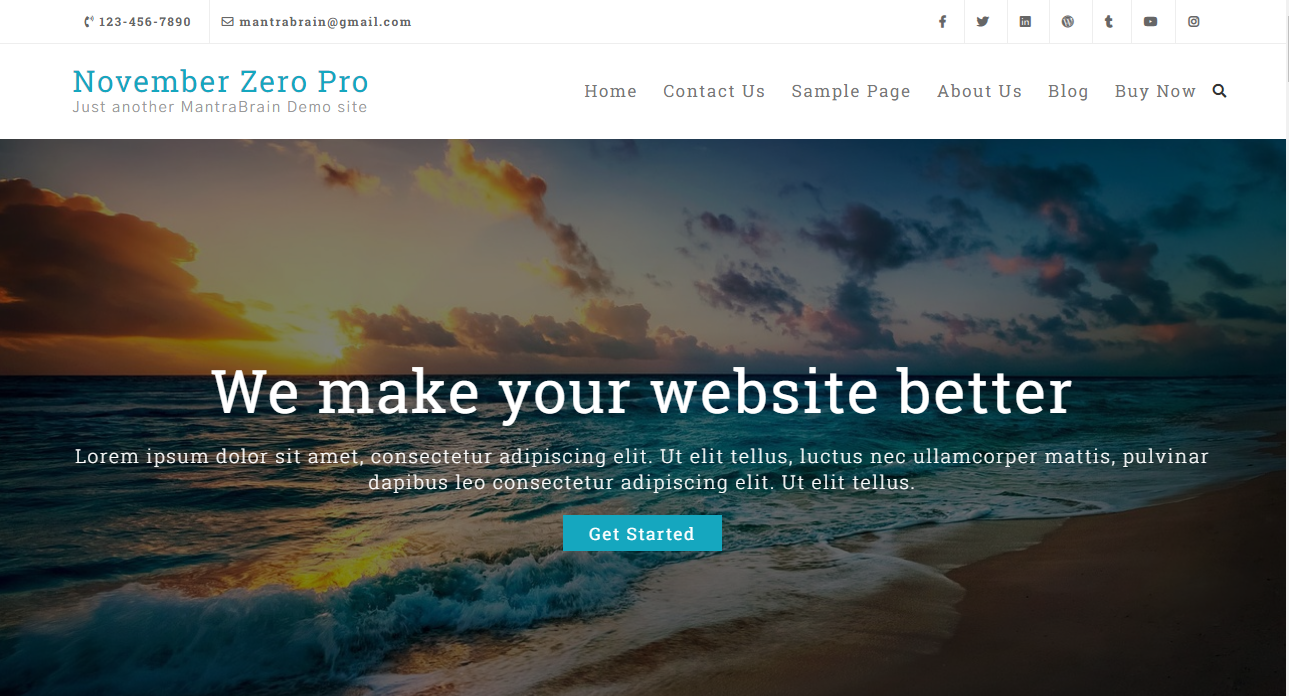 123-456-7890 mantrabrain@gmail.com
November Zero Pro
Just another MantraBrain Demo site
Home Contact Us Sample Page About Us Blog Buy Now
We make your website better
Lorem ipsum dolor sit amet, consectetur adipiscing elit. Ut elit tellus, luctus nec ullamcorper mattis, pulvinar
dapibus leo consectetur adipiscing elit. Ut elit tellus.
Get Started